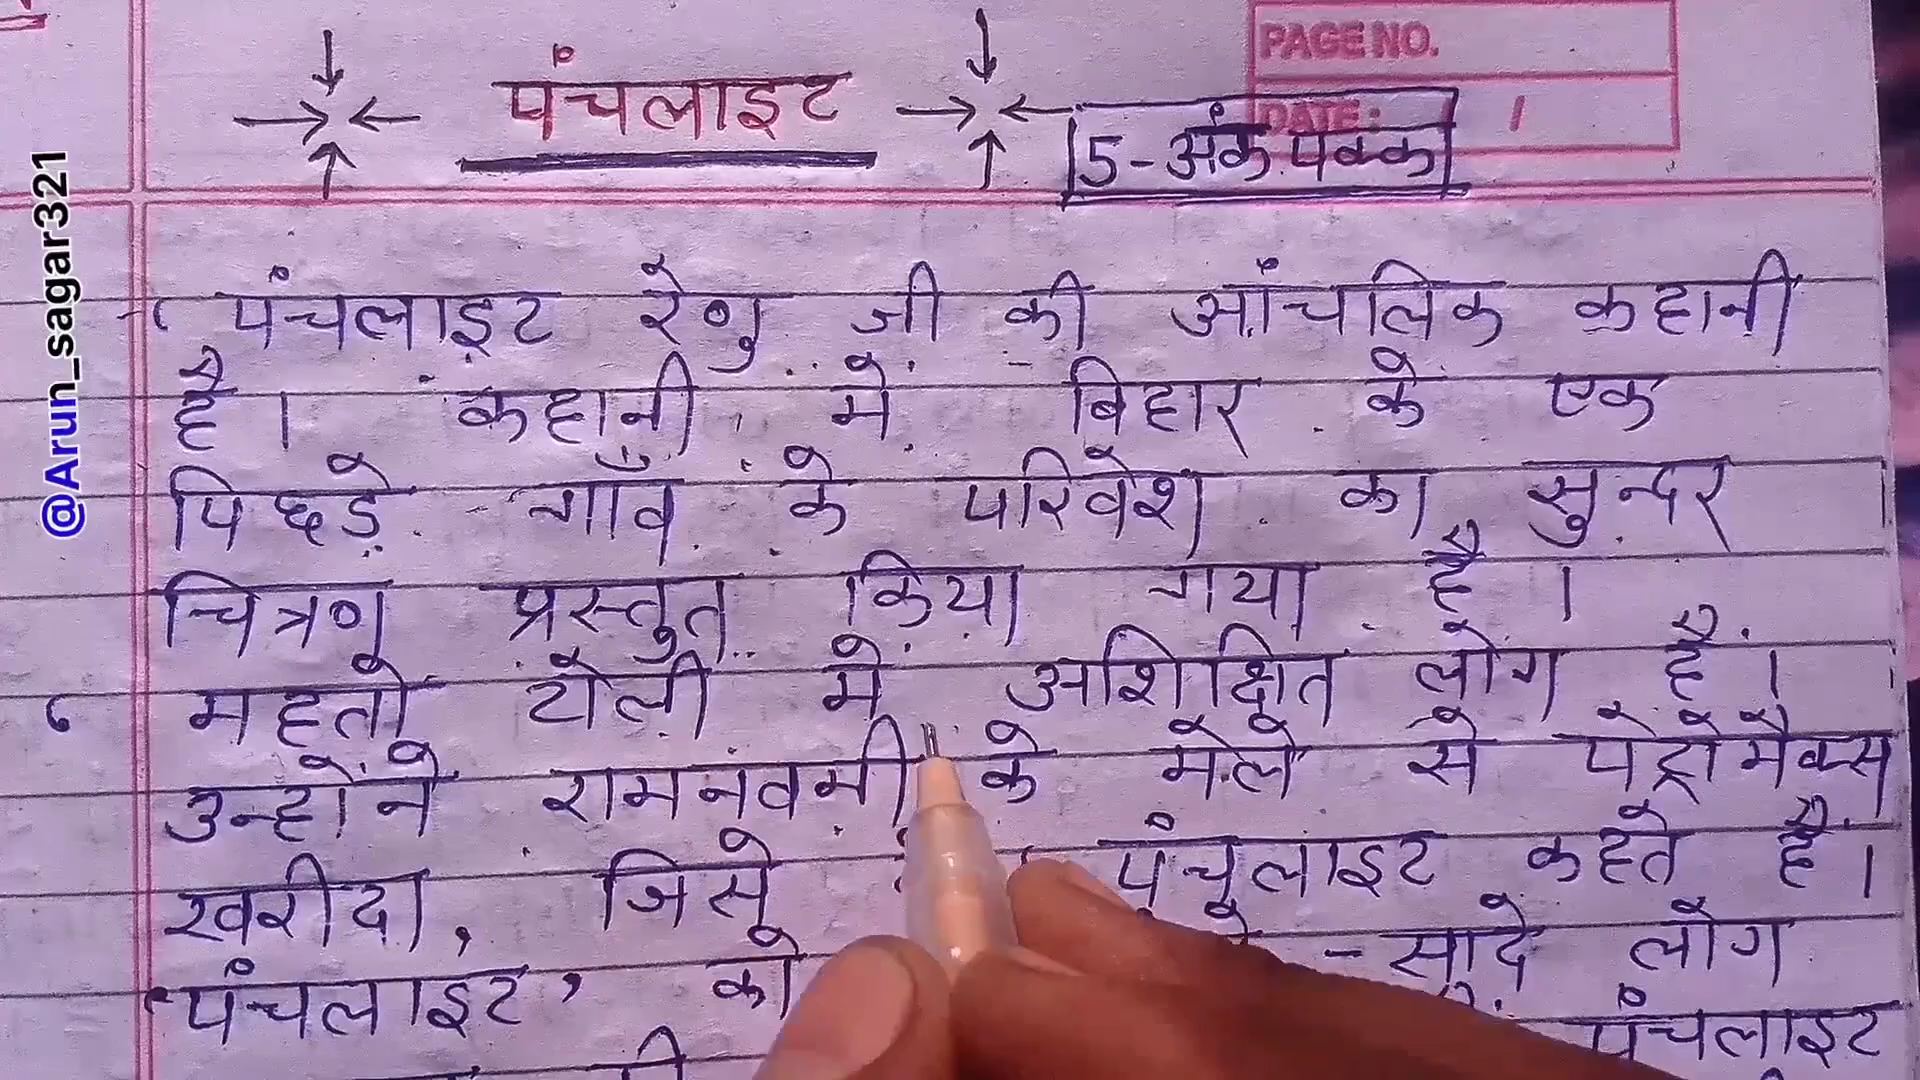 PAGE NO.
DATE: /
पंचलाइट
5-अंक पक्क
@Arun_sagar321
पंचलाइट रेणु जी की आंचलिक कहानी
है। कहानी में बिहार के एक
पिछड़े गाँव के परिवेश का सुन्दर
चित्रण प्रस्तुत किया गया है।
महतो टोली में अशिक्षित लोग हैं।
उन्होंने रामनवमी के मेले से पेट्रोमैक्स
खरीदा, जिसे पंचलाइट कहते हैं।
'पंचलाइट' को -सादे लोग
पंचलाइट